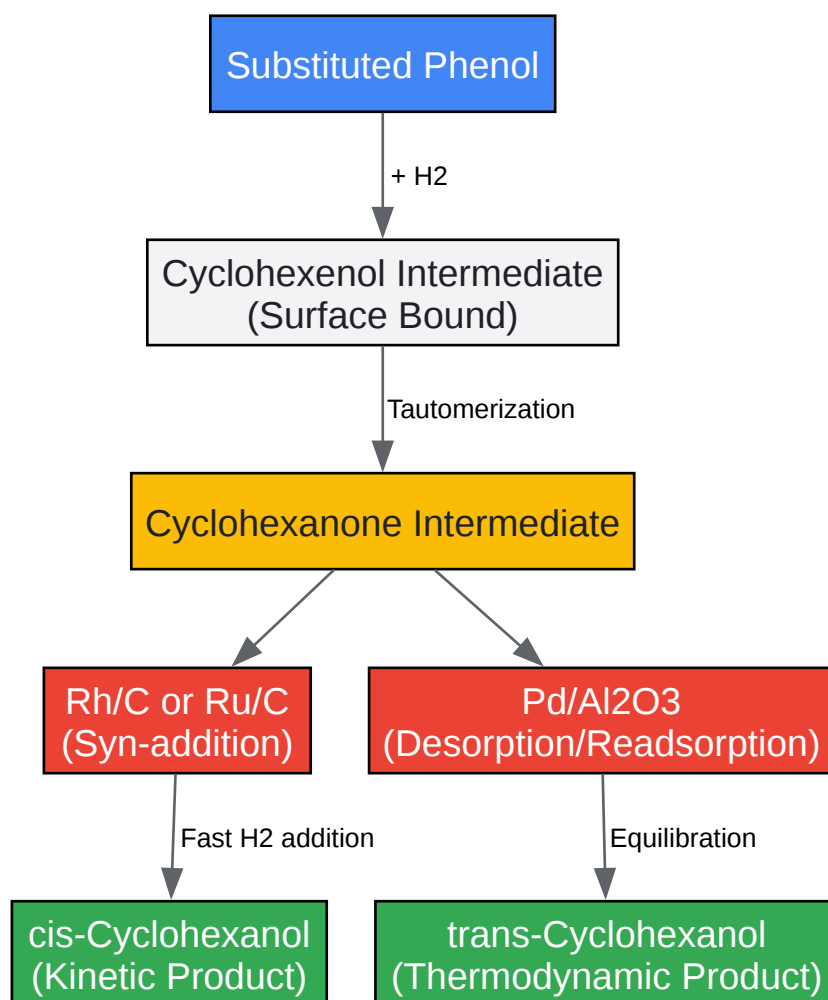 Substituted Phenol
+ H2
Cyclohexenol Intermediate
(Surface Bound)
Tautomerization
Cyclohexanone Intermediate
Rh/C or Ru/C
(Syn-addition)
Pd/Al2O3
(Desorption/Readsorption)
Fast H2 addition
Equilibration
cis-Cyclohexanol
(Kinetic Product)
trans-Cyclohexanol
(Thermodynamic Product)